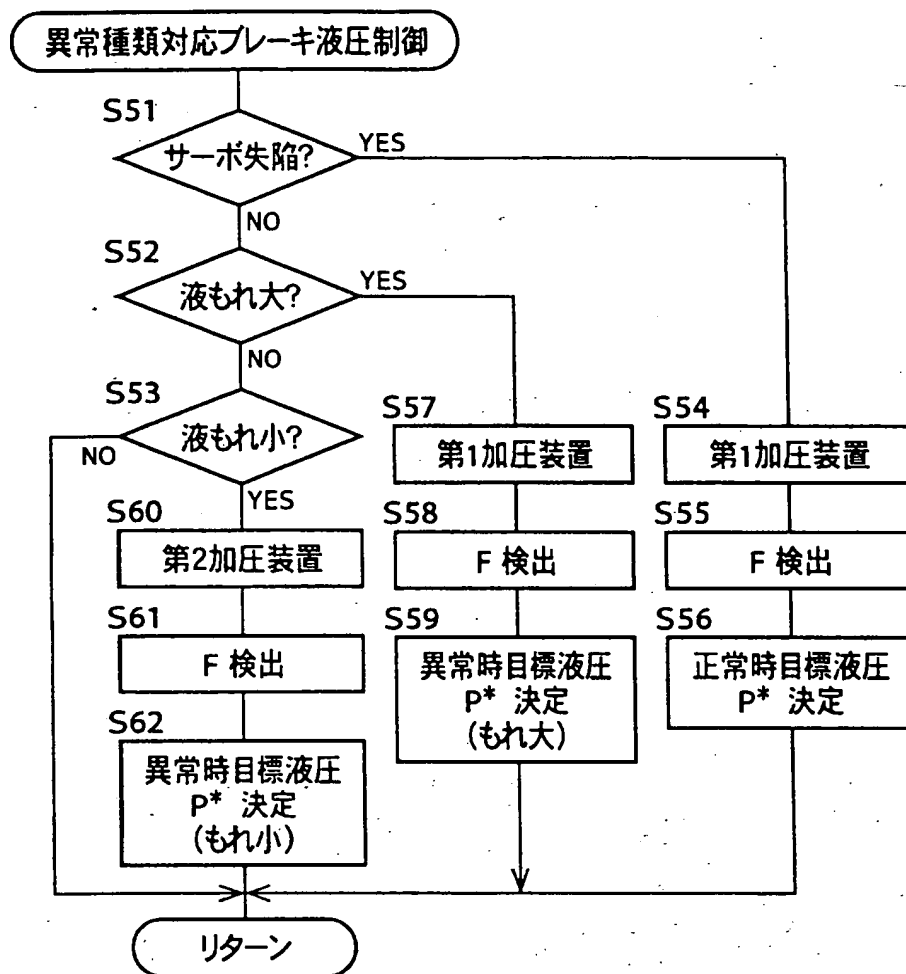 異常種類対応ブレーキ液圧制御
S51
サーボ失陥?
YES
NO
S52
液もれ大?
YES
NO
S53
液もれ小?
NO
YES
S57
第1加圧装置
S54
第1加圧装置
S60
第2加圧装置
S58
F 検出
S55
F 検出
S61
F 検出
S59
異常時目標液圧
P* 決定
(もれ大)
S56
正常時目標液圧
P* 決定
S62
異常時目標液圧
P* 決定
(もれ小)
リターン